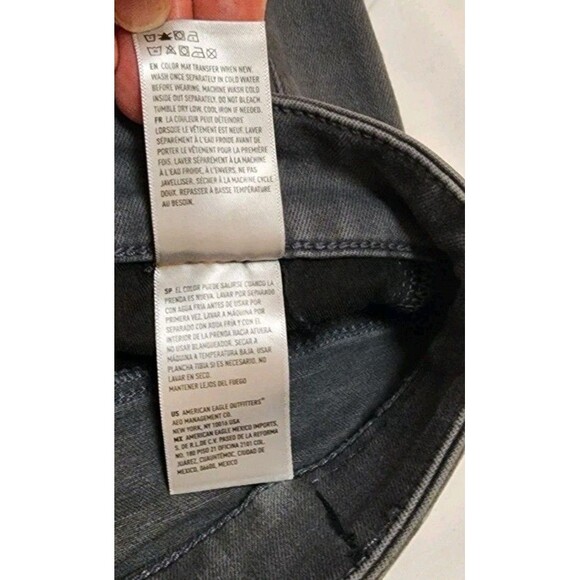 EN COLOR MAY TRANSFER WHEN NEW.
WASH ONCE SEPARATELY IN COLD WATER
BEFORE WEARING. MACHINE WASH COLD
INSIDE OUT SEPARATELY. DO NOT BLEACH.
TUMBLE DRY LOW. COOL IRON IF NEEDED.
FR LA COULEUR PEUT DÉTEINDRE
LORSQUE LE VÊTEMENT EST NEUF. LAVER
SÉPARÉMENT À L'EAU FROIDE AVANT DE
PORTER LE VÊTEMENT POUR LA PREMIÈRE
FOIS. LAVER SÉPARÉMENT À LA MACHINE
À L'EAU FROIDE, À L'ENVERS. NE PAS
JAVELLISER. SÉCHER À LA MACHINE CYCLE
DOUX. REPASSER À BASSE TEMPÉRATURE
AU BESOIN.
SP EL COLOR PUEDE SALIRSE CUANDO LA
PRENDA ES NUEVA. LAVAR POR SEPARADO
CON AGUA FRÍA ANTES DE USAR POR
PRIMERA VEZ. LAVAR A MÁQUINA POR
SEPARADO CON AGUA FRÍA Y CON EL
INTERIOR DE LA PRENDA HACIA AFUERA.
NO USAR BLANQUEADOR. SECAR A
MÁQUINA A TEMPERATURA BAJA. USAR
PLANCHA TIBIA SI ES NECESARIO. NO
LAVAR EN SECO.
MANTENER LEJOS DEL FUEGO
US AMERICAN EAGLE OUTFITTERS™
AEO MANAGEMENT CO.
NEW YORK, NY 10016 USA
MX AMERICAN EAGLE MEXICO IMPORTS,
S. DE R.L. DE C.V. PASEO DE LA REFORMA
NO. 180 PISO 21 OFICINA 2101 COL.
JUÁREZ, CUAUHTÉMOC, CIUDAD DE
MEXICO, 06600, MEXICO